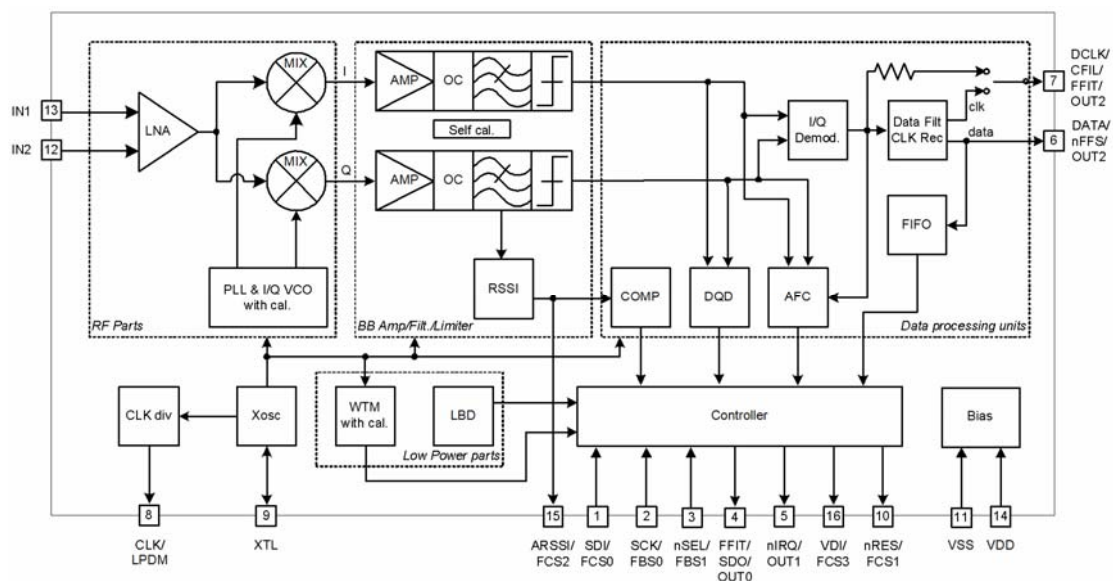 MIX
I
AMP
OC
DCLK/
CFIL/
FFIT/
OUT2
7
IN1
13
LNA
Self cal.
I/Q
Demod.
Data Filt
CLK Rec
clk
data
DATA/
nFFS/
OUT2
6
IN2
12
MIX
Q
AMP
OC
FIFO
PLL & I/Q VCO
with cal.
RSSI
COMP
DQD
AFC
RF Parts
BB Amp/Filt./Limiter
Data processing units
CLK div
Xosc
WTM
with cal.
LBD
Low Power parts
Controller
Bias
8
9
15
1
2
3
4
5
16
10
11
14
CLK/
LPDM
XTL
ARSSI/
FCS2
SDI/
FCS0
SCK/
FBS0
nSEL/
FBS1
FFIT/
SDO/
OUT0
nIRQ/
OUT1
VDI/
FCS3
nRES/
FCS1
VSS
VDD